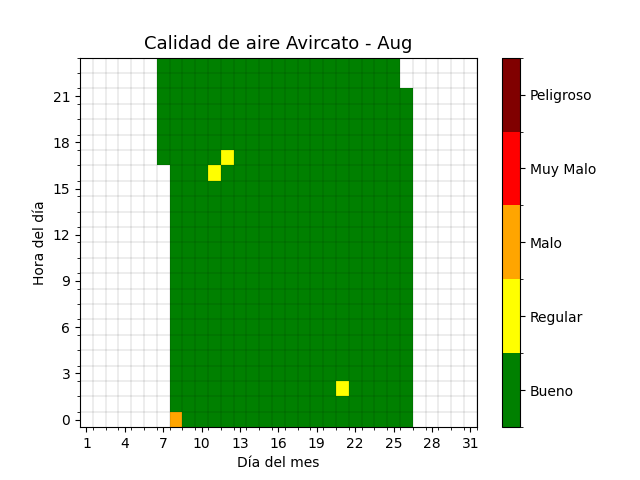 Calidad de aire Avircato - Aug
Peligroso
Muy Malo
Malo
Regular
Bueno
Hora del día
21
18
15
12
9
6
3
0
1 4 7 10 13 16 19 22 25 28 31
Día del mes